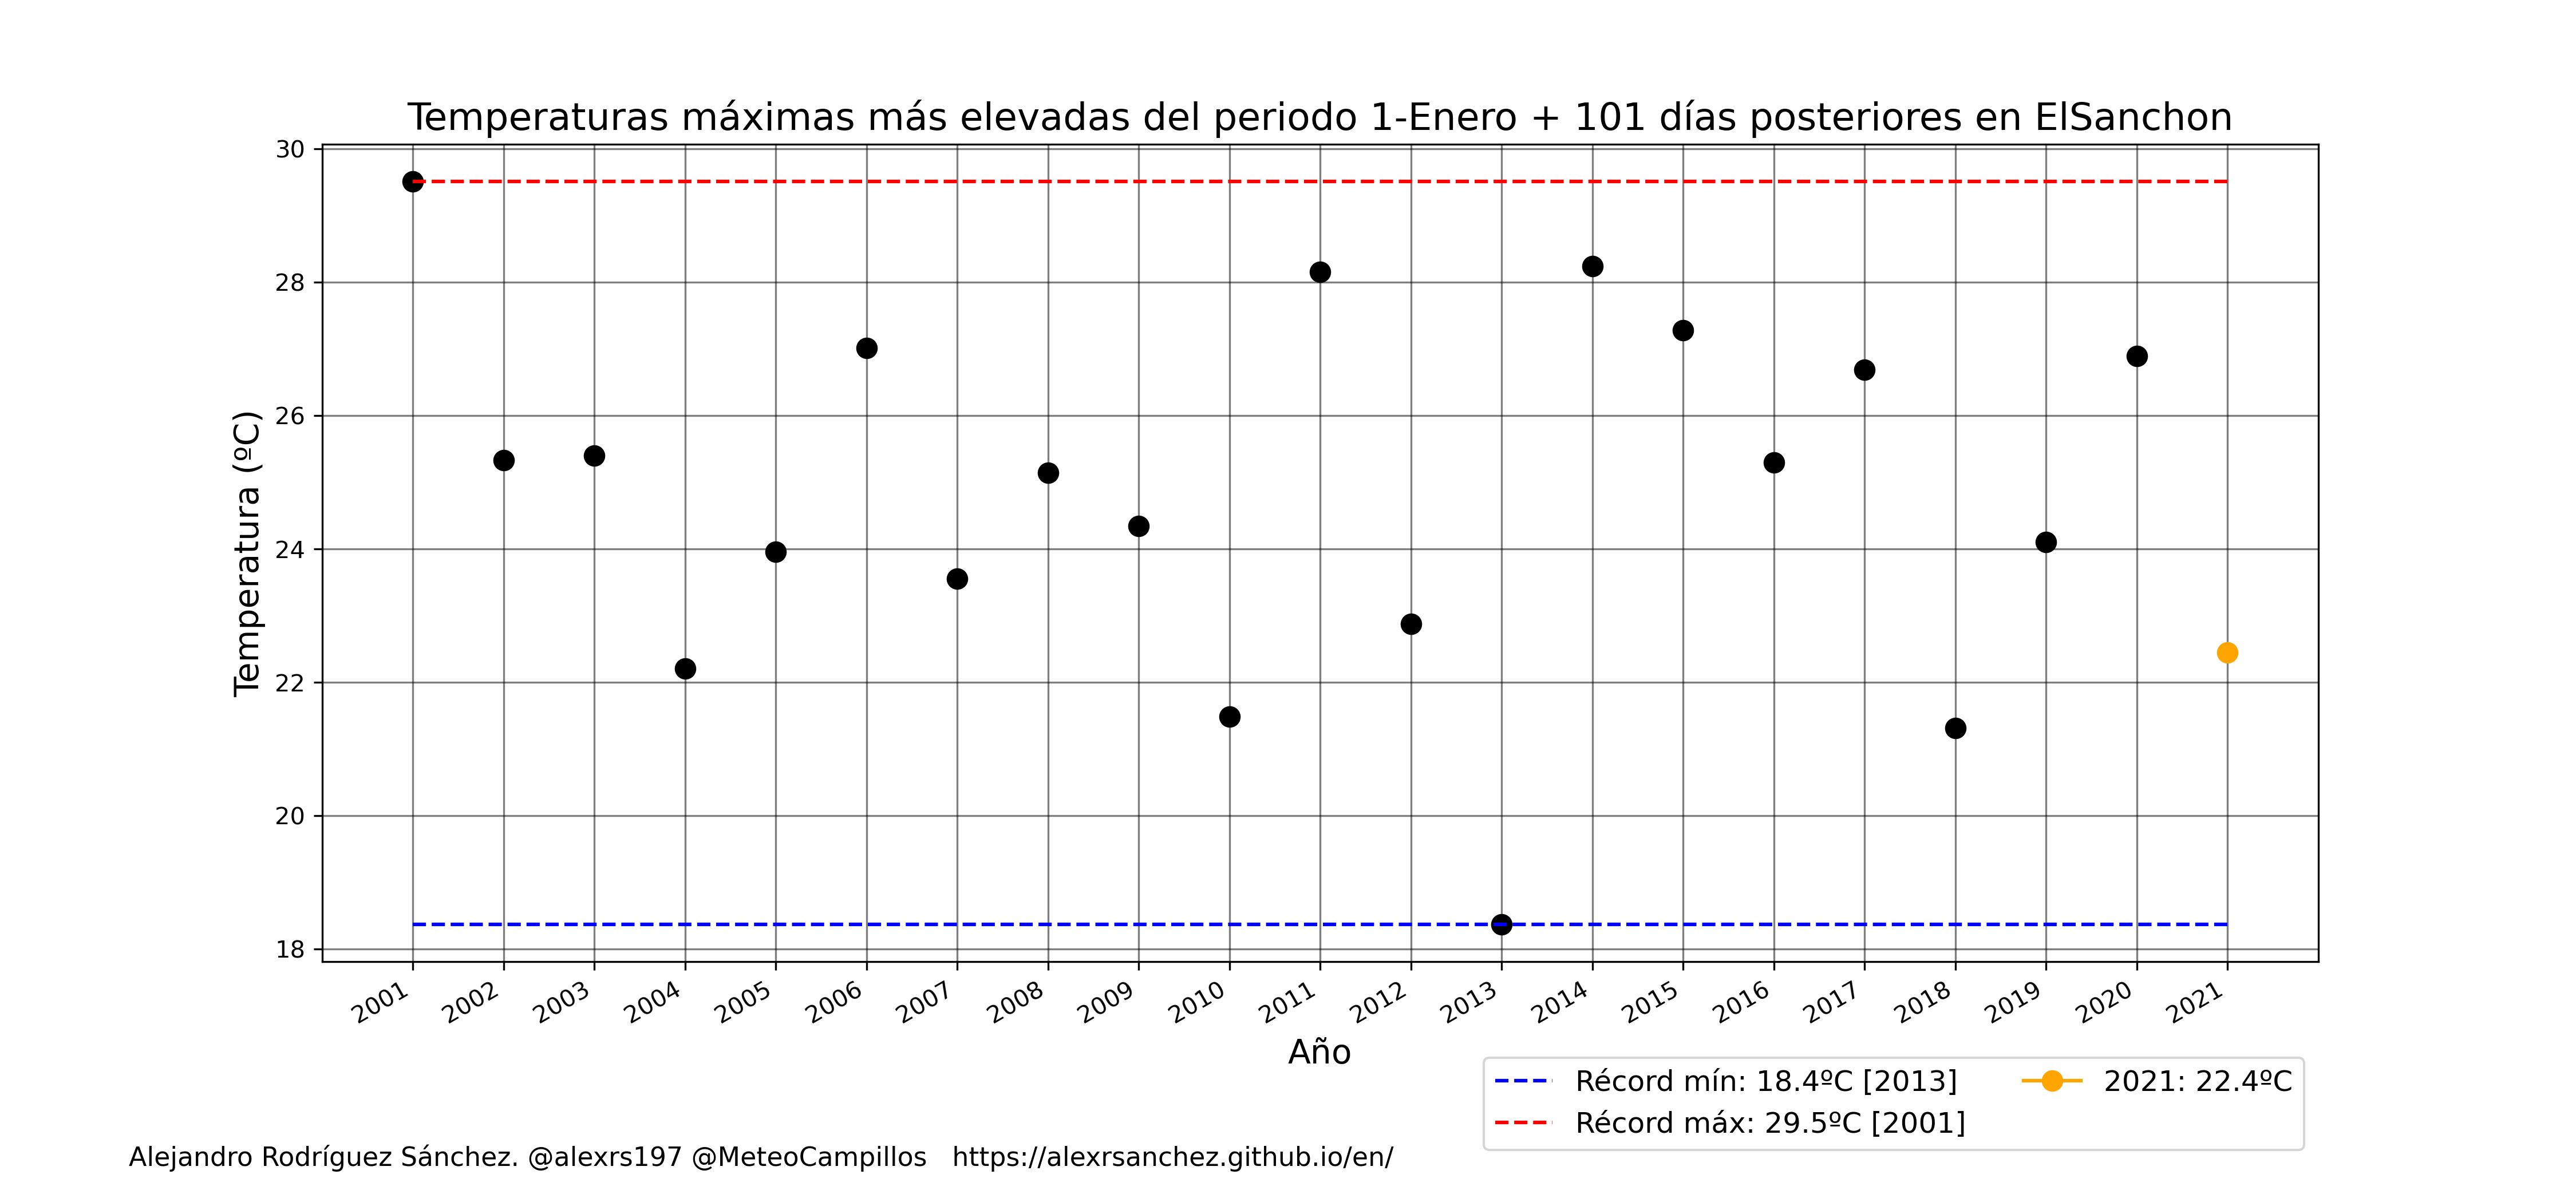 Temperaturas máximas más elevadas del periodo 1-Enero + 101 días posteriores en ElSanchon
Temperatura (ºC)
30
28
26
24
22
20
18
2001 2002 2003 2004 2005 2006 2007 2008 2009 2010 2011 2012 2013 2014 2015 2016 2017 2018 2019 2020 2021
Año
Récord mín: 18.4ºC [2013]
Récord máx: 29.5ºC [2001]
2021: 22.4ºC
Alejandro Rodríguez Sánchez. @alexrs197 @MeteoCampillos https://alexrsanchez.github.io/en/